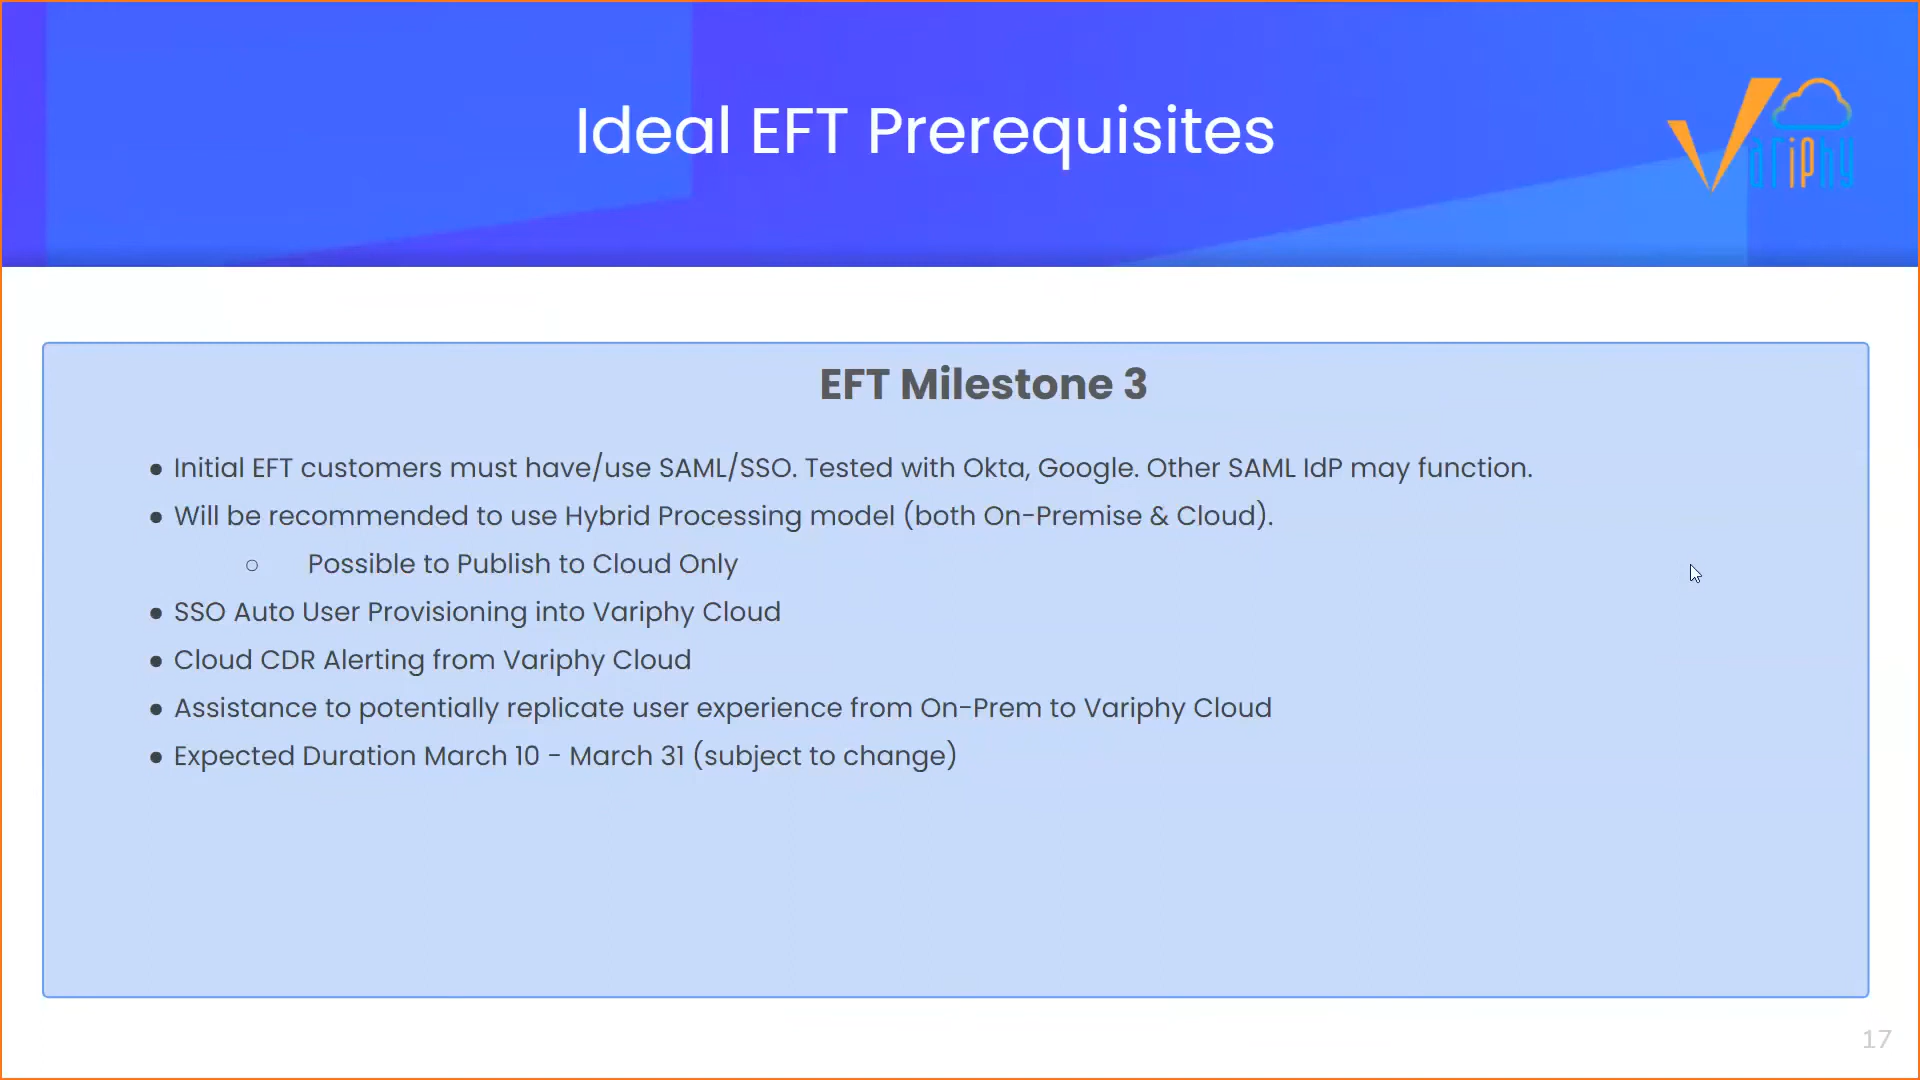 Ideal EFT Prerequisites
Variphy
EFT Milestone 3
● Initial EFT customers must have/use SAML/SSO. Tested with Okta, Google. Other SAML IdP may function.
● Will be recommended to use Hybrid Processing model (both On-Premise & Cloud).
○ Possible to Publish to Cloud Only
● SSO Auto User Provisioning into Variphy Cloud
● Cloud CDR Alerting from Variphy Cloud
● Assistance to potentially replicate user experience from On-Prem to Variphy Cloud
● Expected Duration March 10 - March 31 (subject to change)
17